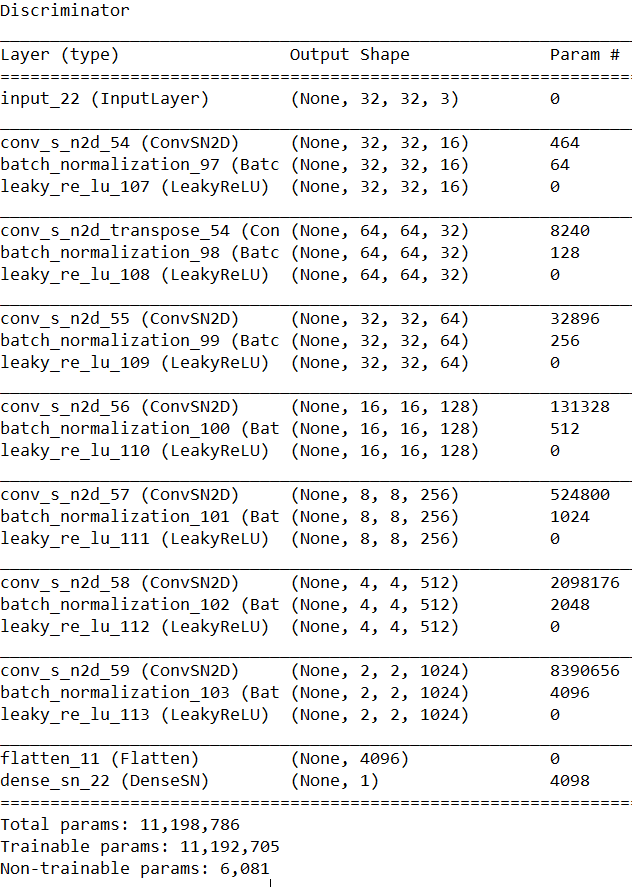 Discriminator
Layer (type) Output Shape Param #
input_22 (InputLayer) (None, 32, 32, 3) 0
conv_s_n2d_54 (ConvSN2D) (None, 32, 32, 16) 464
batch_normalization_97 (Batc (None, 32, 32, 16) 64
leaky_re_lu_107 (LeakyReLU) (None, 32, 32, 16) 0
conv_s_n2d_transpose_54 (Con (None, 64, 64, 32) 8240
batch_normalization_98 (Batc (None, 64, 64, 32) 128
leaky_re_lu_108 (LeakyReLU) (None, 64, 64, 32) 0
conv_s_n2d_55 (ConvSN2D) (None, 32, 32, 64) 32896
batch_normalization_99 (Batc (None, 32, 32, 64) 256
leaky_re_lu_109 (LeakyReLU) (None, 32, 32, 64) 0
conv_s_n2d_56 (ConvSN2D) (None, 16, 16, 128) 131328
batch_normalization_100 (Bat (None, 16, 16, 128) 512
leaky_re_lu_110 (LeakyReLU) (None, 16, 16, 128) 0
conv_s_n2d_57 (ConvSN2D) (None, 8, 8, 256) 524800
batch_normalization_101 (Bat (None, 8, 8, 256) 1024
leaky_re_lu_111 (LeakyReLU) (None, 8, 8, 256) 0
conv_s_n2d_58 (ConvSN2D) (None, 4, 4, 512) 2098176
batch_normalization_102 (Bat (None, 4, 4, 512) 2048
leaky_re_lu_112 (LeakyReLU) (None, 4, 4, 512) 0
conv_s_n2d_59 (ConvSN2D) (None, 2, 2, 1024) 8390656
batch_normalization_103 (Bat (None, 2, 2, 1024) 4096
leaky_re_lu_113 (LeakyReLU) (None, 2, 2, 1024) 0
flatten_11 (Flatten) (None, 4096) 0
dense_sn_22 (DenseSN) (None, 1) 4098
Total params: 11,198,786
Trainable params: 11,192,705
Non-trainable params: 6,081